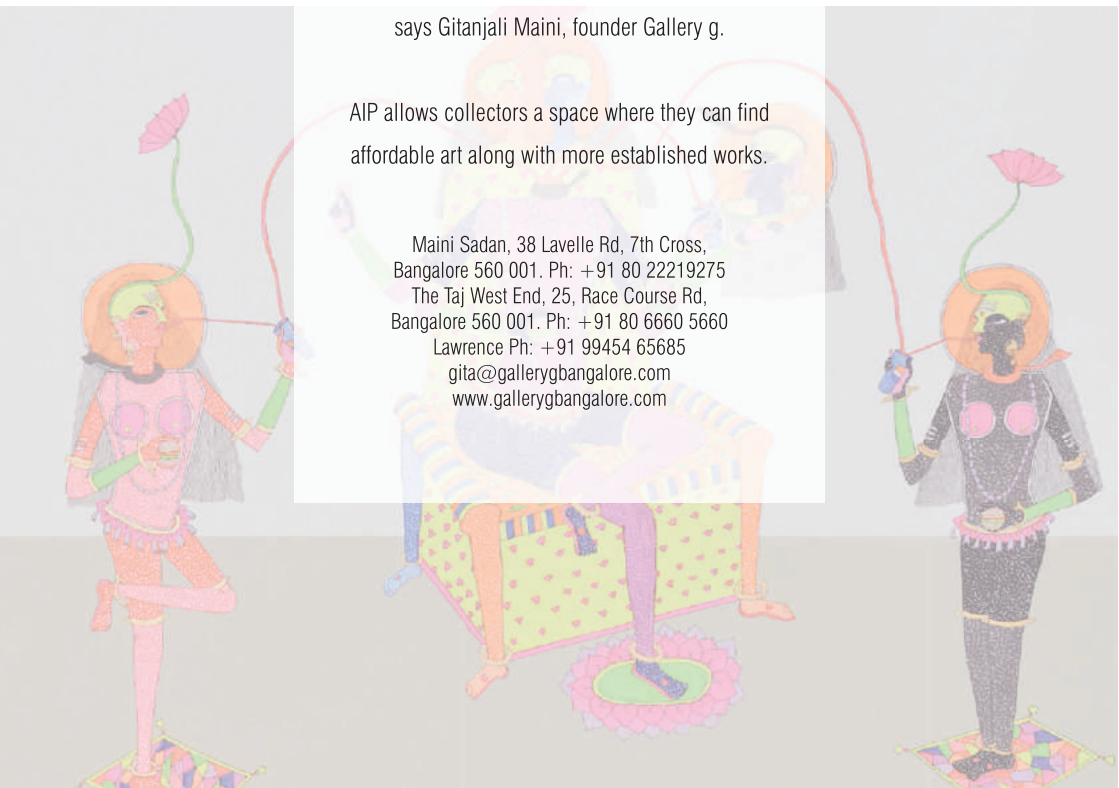 says Gitanjali Maini, founder Gallery g.
AIP allows collectors a space where they can find
affordable art along with more established works.
Maini Sadan, 38 Lavelle Rd, 7th Cross,
Bangalore 560 001. Ph: +91 80 22219275
The Taj West End, 25, Race Course Rd,
Bangalore 560 001. Ph: +91 80 6660 5660
Lawrence Ph: +91 99454 65685
gita@gallerygbangalore.com
www.gallerygbangalore.com